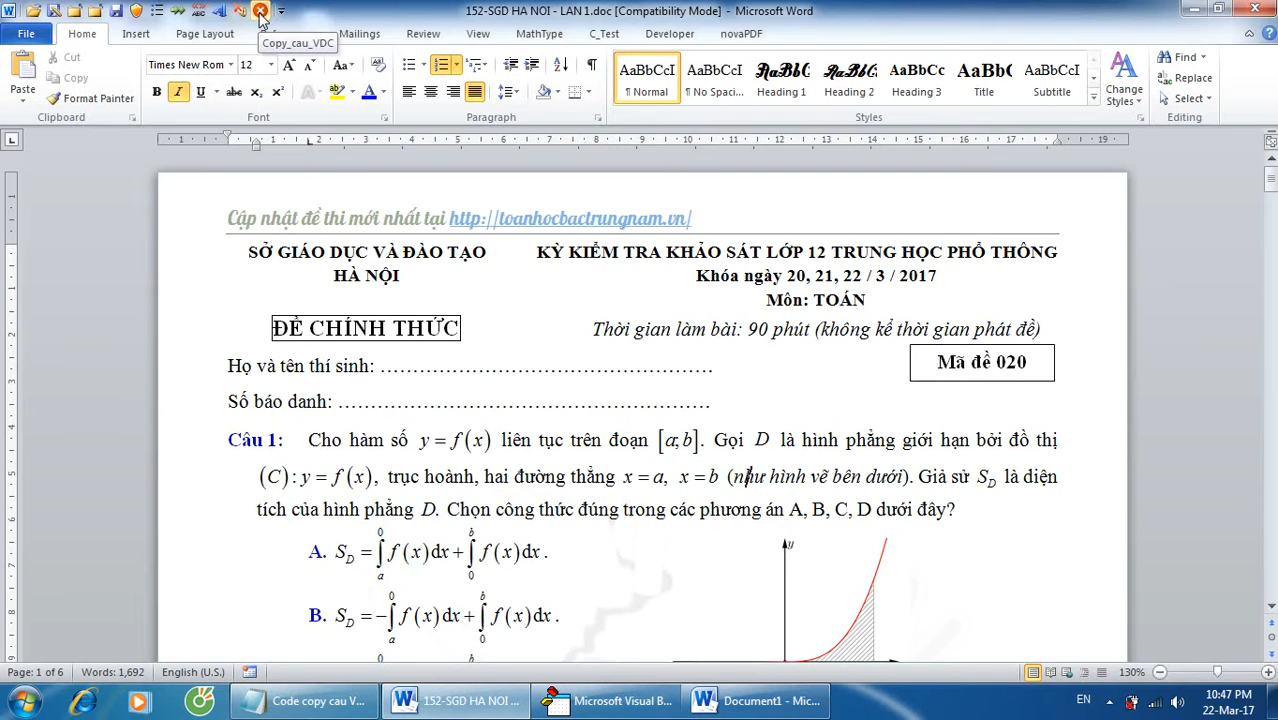 152-SGD HA NOI - LAN 1.doc [Compatibility Mode] - Microsoft Word
File Home Insert Page Layout Mailings Review View MathType C_Test Developer novaPDF
Copy_cau_VDC
Cut
Copy
Format Painter
Paste
Clipboard
Times New Rom 12
Font
Paragraph
AaBbCcI AaBbCcI AaBbC AaBbCcI AaBbCc AaBbC AaBbCcI
¶ Normal ¶ No Spaci... Heading 1 Heading 2 Heading 3 Title Subtitle
Change Styles
Styles
Find
Replace
Select
Editing
Cập nhật đề thi mới nhất tại http://toanhocbactrungnam.vn/
SỞ GIÁO DỤC VÀ ĐÀO TẠO
HÀ NỘI
KỲ KIỂM TRA KHẢO SÁT LỚP 12 TRUNG HỌC PHỔ THÔNG
Khóa ngày 20, 21, 22 / 3 / 2017
Môn: TOÁN
ĐỀ CHÍNH THỨC
Thời gian làm bài: 90 phút (không kể thời gian phát đề)
Họ và tên thí sinh: ………………………………………………
Mã đề 020
Số báo danh: ………………………………………………
Câu 1: Cho hàm số y = f(x) liên tục trên đoạn [a;b]. Gọi D là hình phẳng giới hạn bởi đồ thị
(C): y = f(x), trục hoành, hai đường thẳng x = a, x = b (như hình vẽ bên dưới). Giả sử S_D là diện
tích của hình phẳng D. Chọn công thức đúng trong các phương án A, B, C, D dưới đây?
A. S_D = ∫_a^0 f(x)dx + ∫_0^b f(x)dx.
B. S_D = −∫_a^0 f(x)dx + ∫_0^b f(x)dx.
0 b
y
Page: 1 of 6 Words: 1,692 English (U.S.) 130%
Code copy cau V... 152-SGD HA NOI ... Microsoft Visual B... Document1 - Mic... EN
10:47 PM
22-Mar-17